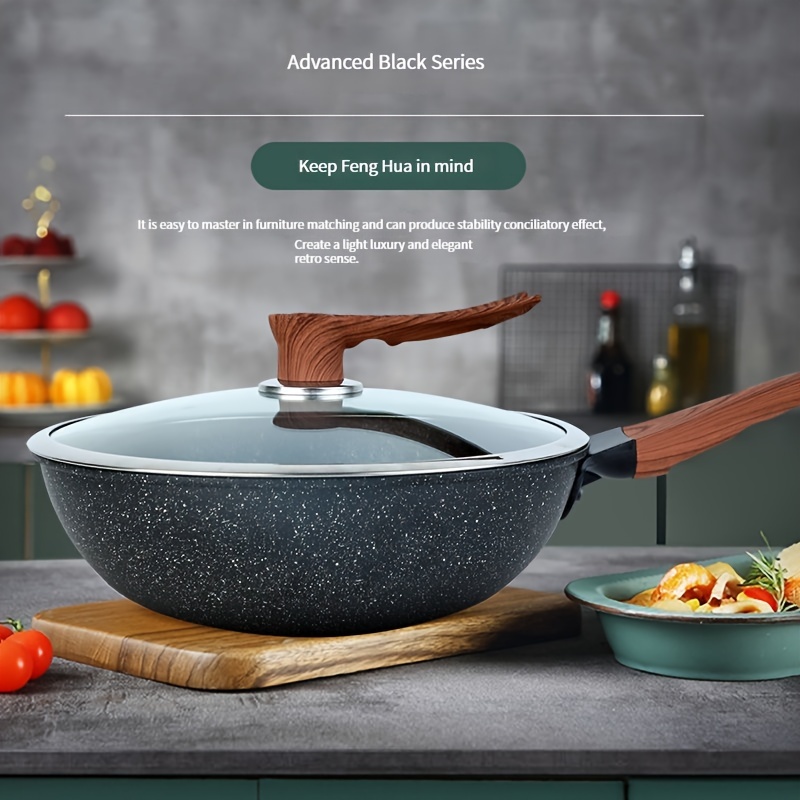 Advanced Black Series
Keep Feng Hua in mind
It is easy to master in furniture matching and can produce stability conciliatory effect,
Create a light luxury and elegant
retro sense.